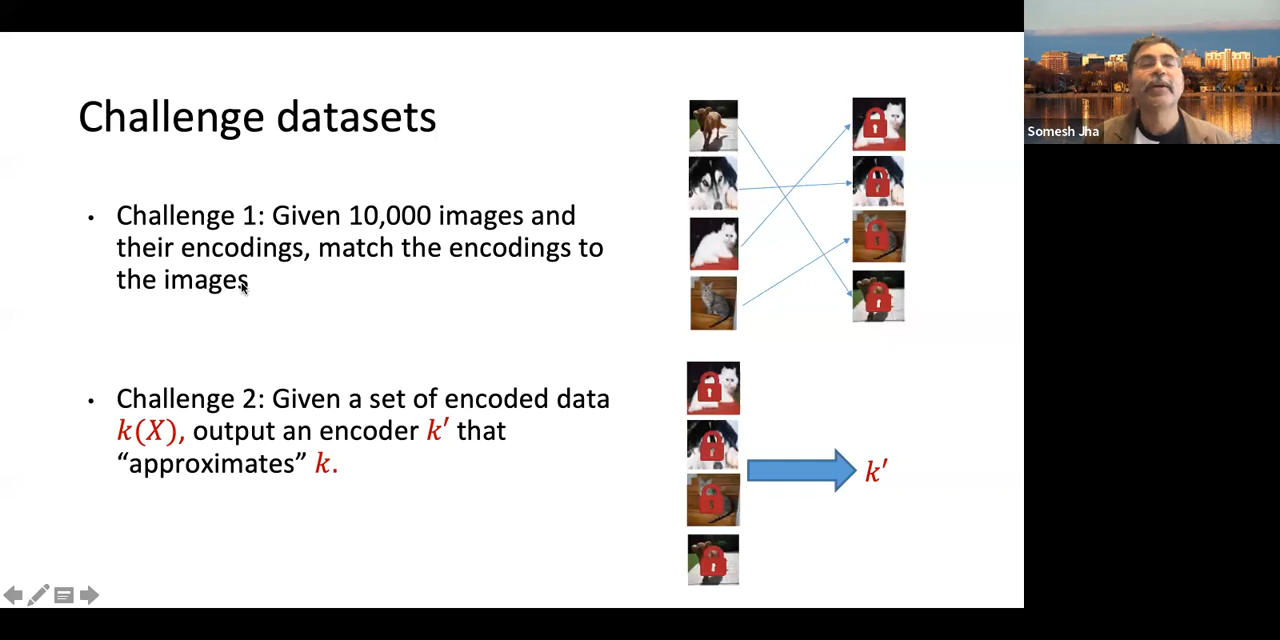 Challenge datasets
• Challenge 1: Given 10,000 images and
their encodings, match the encodings to
the images
• Challenge 2: Given a set of encoded data
k(X), output an encoder k′ that
“approximates” k.
k′
Somesh Jha